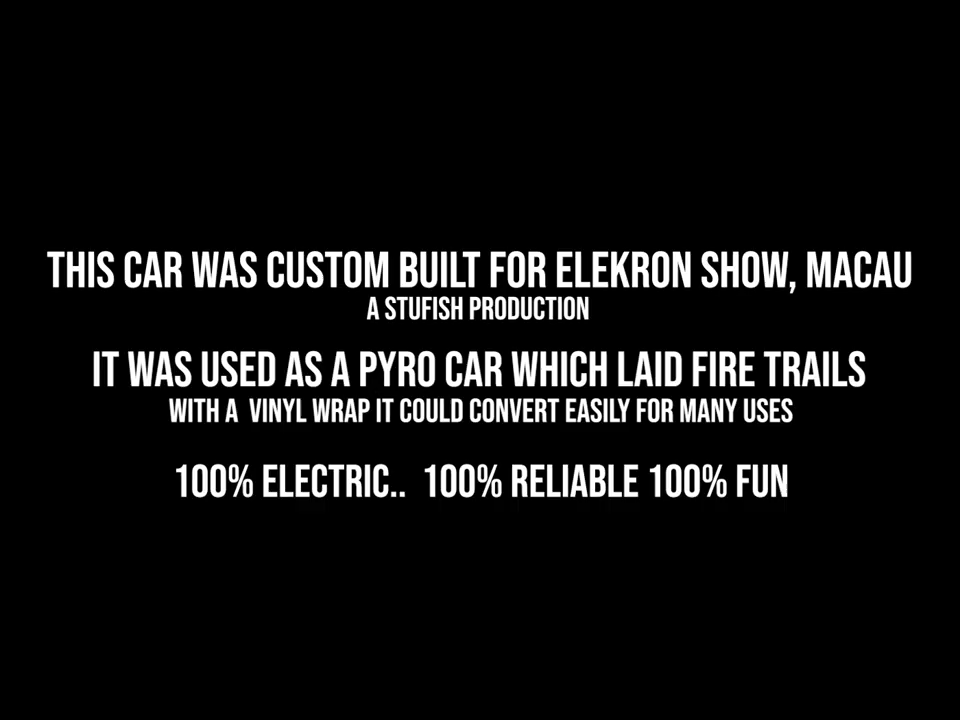 THIS CAR WAS CUSTOM BUILT FOR ELEKRON SHOW, MACAU
A STUFISH PRODUCTION
IT WAS USED AS A PYRO CAR WHICH LAID FIRE TRAILS
WITH A  VINYL WRAP IT COULD CONVERT EASILY FOR MANY USES
100% ELECTRIC..  100% RELIABLE 100% FUN